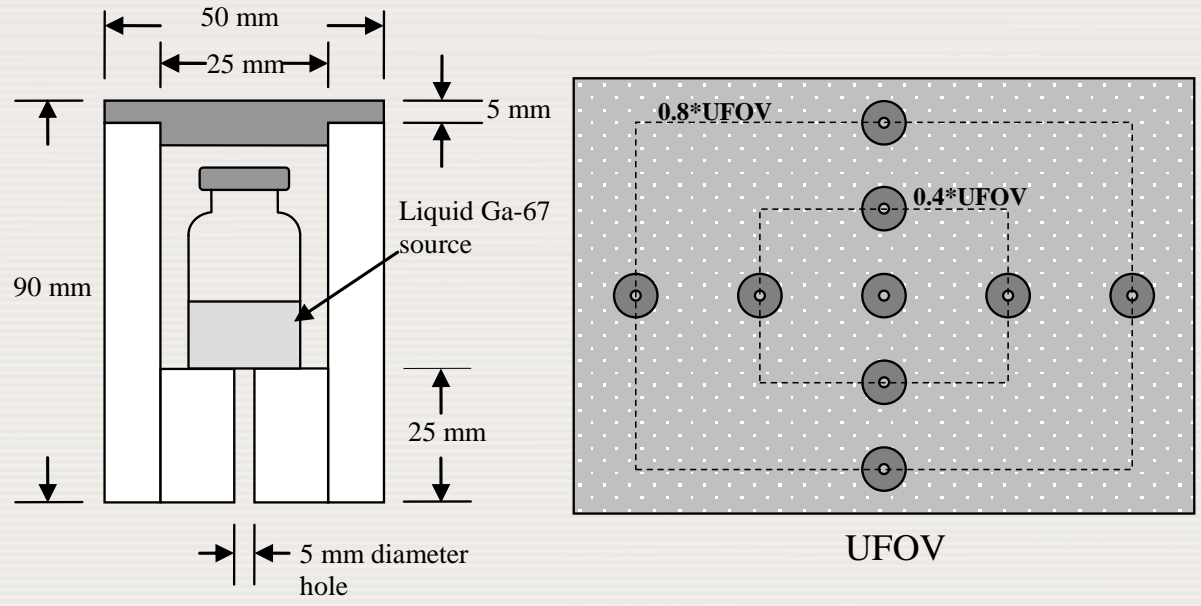 50 mm
25 mm
5 mm
0.8*UFOV
0.4*UFOV
Liquid Ga-67
source
90 mm
25 mm
5 mm diameter
hole
UFOV